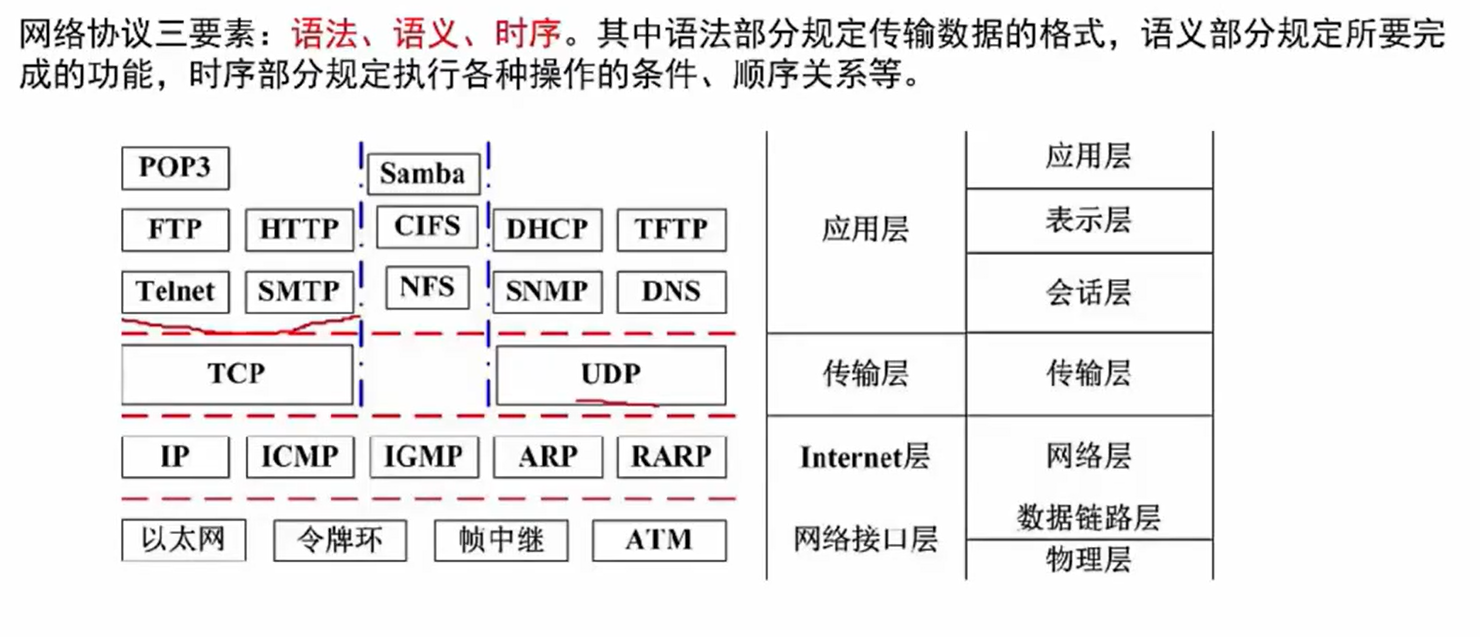 网络协议三要素：语法、语义、时序。其中语法部分规定传输数据的格式，语义部分规定所要完
成的功能，时序部分规定执行各种操作的条件、顺序关系等。
POP3 Samba
FTP HTTP CIFS DHCP TFTP
Telnet SMTP NFS SNMP DNS
TCP UDP
IP ICMP IGMP ARP RARP
以太网 令牌环 帧中继 ATM
应用层
传输层
Internet层
网络接口层
应用层
表示层
会话层
传输层
网络层
数据链路层
物理层